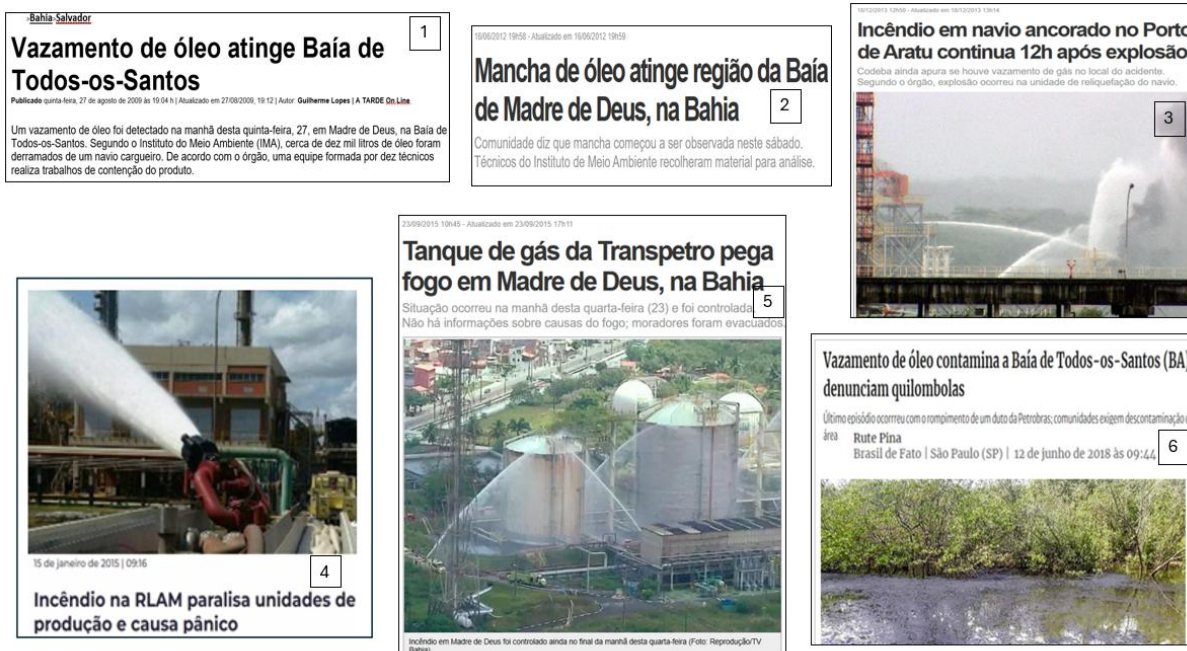 >Bahia>Salvador
1
Vazamento de óleo atinge Baía de
Todos-os-Santos
Publicado quinta-feira, 27 de agosto de 2009 às 19:04 h | Atualizado em 27/08/2009, 19:12 | Autor: Guilherme Lopes | A TARDE On Line
Um vazamento de óleo foi detectado na manhã desta quinta-feira, 27, em Madre de Deus, na Baía de
Todos-os-Santos. Segundo o Instituto do Meio Ambiente (IMA), cerca de dez mil litros de óleo foram
derramados de um navio cargueiro. De acordo com o órgão, uma equipe formada por dez técnicos
realiza trabalhos de contenção do produto.
16/06/2012 19h58 - Atualizado em 16/06/2012 19h59
Mancha de óleo atinge região da Baía
de Madre de Deus, na Bahia
2
Comunidade diz que mancha começou a ser observada neste sábado.
Técnicos do Instituto de Meio Ambiente recolheram material para análise.
18/12/2013 12h58 - Atualizado em 18/12/2013 13h14
Incêndio em navio ancorado no Porto
de Aratu continua 12h após explosão
Codeba ainda apura se houve vazamento de gás no local do acidente.
Segundo o órgão, explosão ocorreu na unidade de reliquefação do navio.
3
15 de janeiro de 2015 | 09:16
4
Incêndio na RLAM paralisa unidades de
produção e causa pânico
23/09/2015 10h45 - Atualizado em 23/09/2015 17h11
Tanque de gás da Transpetro pega
fogo em Madre de Deus, na Bahia
5
Situação ocorreu na manhã desta quarta-feira (23) e foi controlada
Não há informações sobre causas do fogo; moradores foram evacuados.
Incêndio em Madre de Deus foi controlado ainda no final da manhã desta quarta-feira (Foto: Reprodução/TV
Bahia)
Vazamento de óleo contamina a Baía de Todos-os-Santos (BA)
denunciam quilombolas
Último episódio ocorreu com o rompimento de um duto da Petrobras; comunidades exigem descontaminação
área
Rute Pina
Brasil de Fato | São Paulo (SP) | 12 de junho de 2018 às 09:44
6